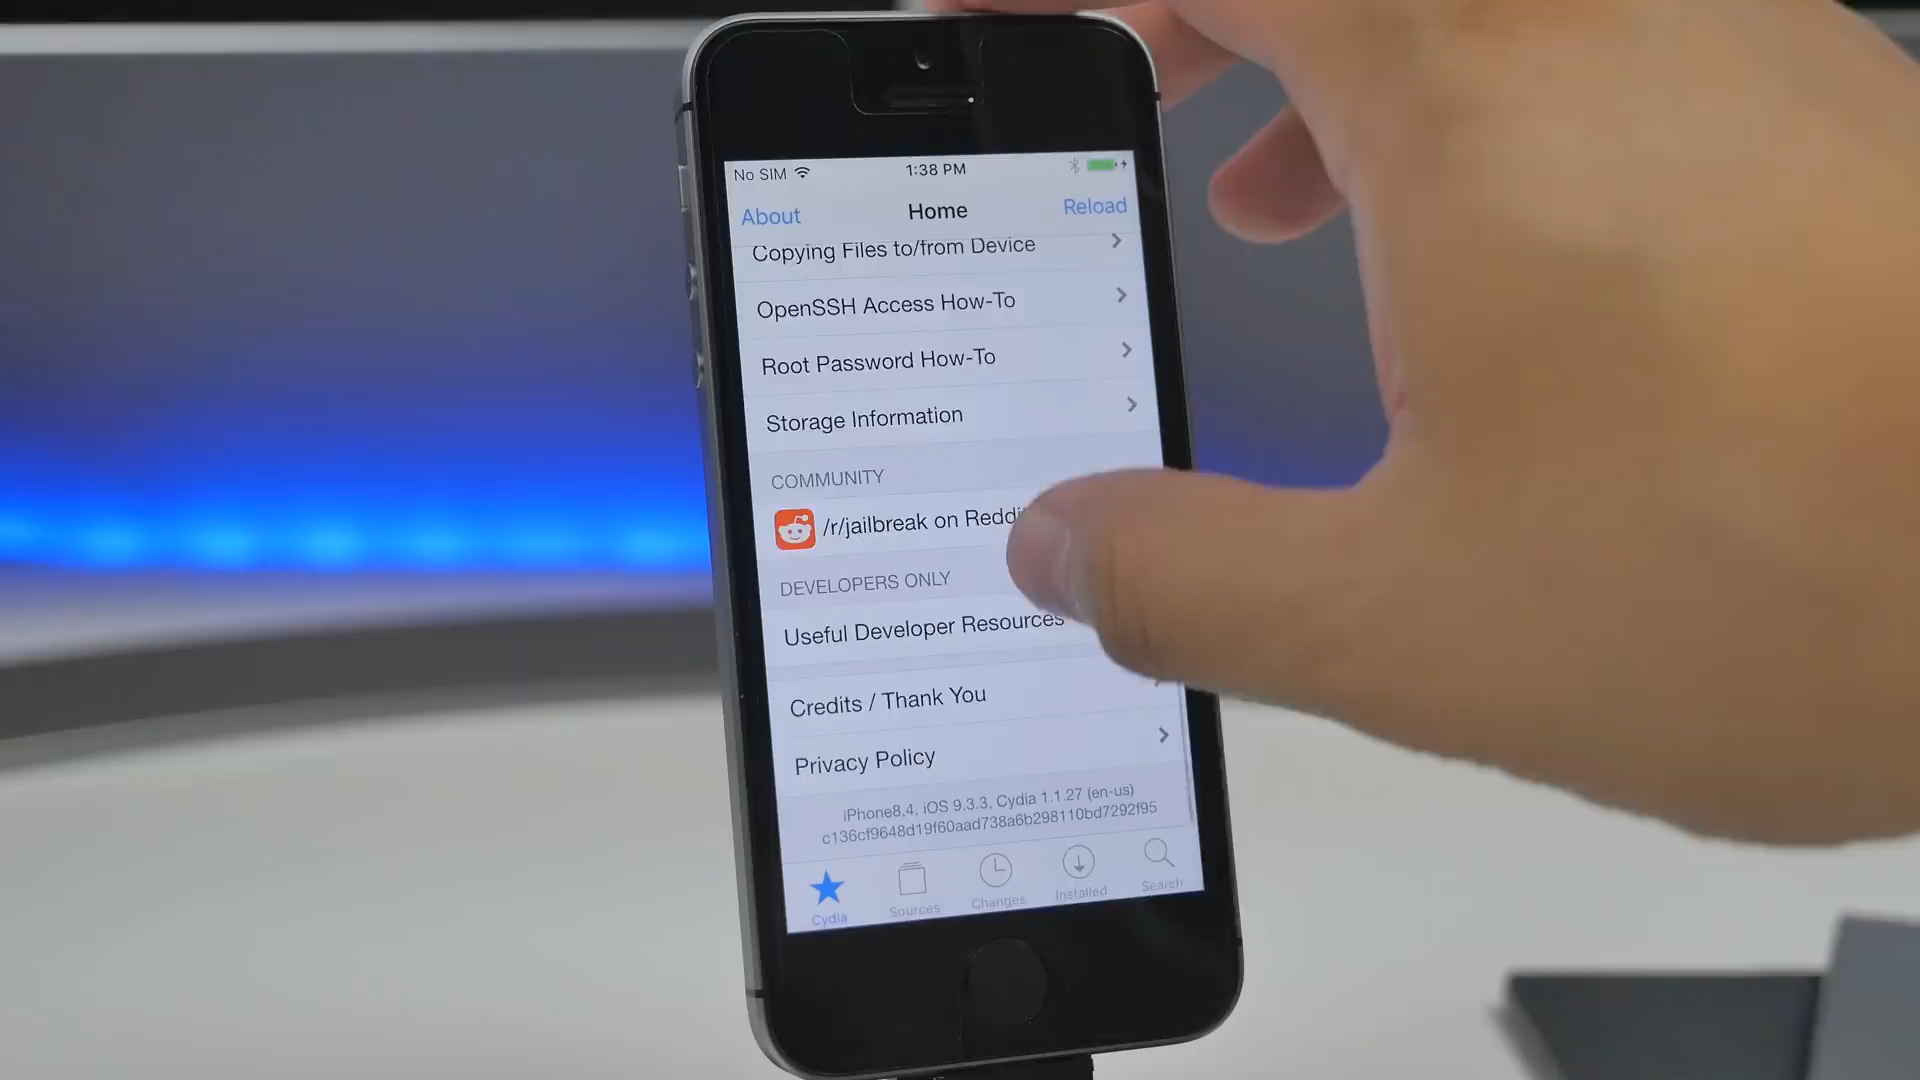 No SIM 1:38 PM
About Home Reload
Copying Files to/from Device
OpenSSH Access How-To
Root Password How-To
Storage Information
COMMUNITY
/r/jailbreak on Reddit
DEVELOPERS ONLY
Useful Developer Resources
Credits / Thank You
Privacy Policy
iPhone8,4, iOS 9.3.3, Cydia 1.1.27 (en-us)
c136cf9648d19f60aad738a6b298110bd7292f95
Cydia Sources Changes Installed Search